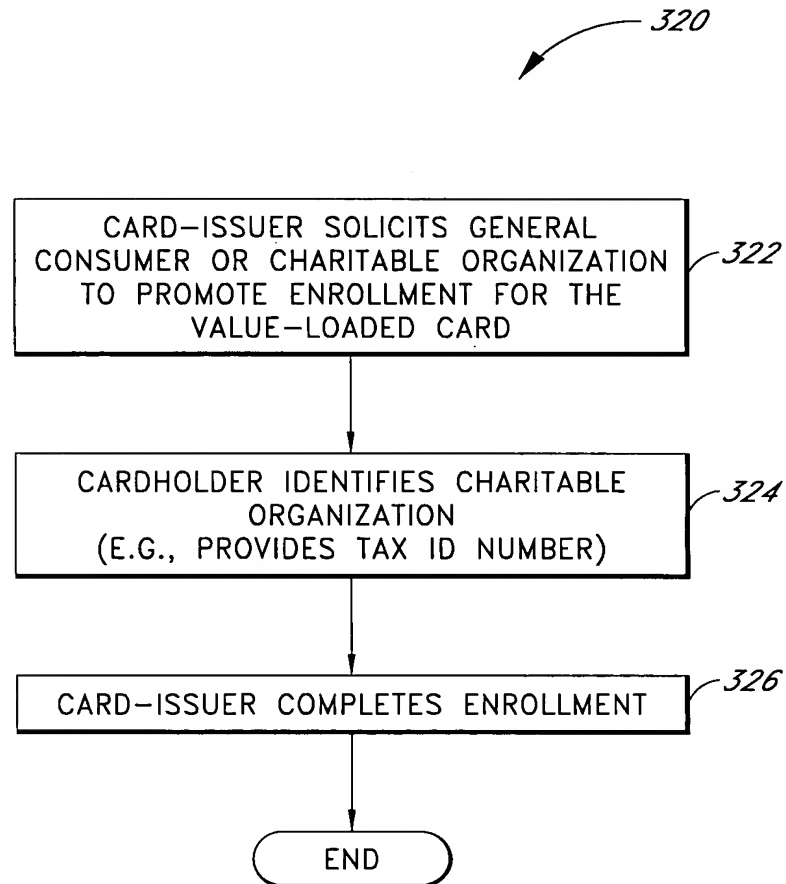 320
CARD-ISSUER SOLICITS GENERAL
CONSUMER OR CHARITABLE ORGANIZATION
TO PROMOTE ENROLLMENT FOR THE
VALUE-LOADED CARD
322
CARDHOLDER IDENTIFIES CHARITABLE
ORGANIZATION
(E.G., PROVIDES TAX ID NUMBER)
324
CARD-ISSUER COMPLETES ENROLLMENT
326
END